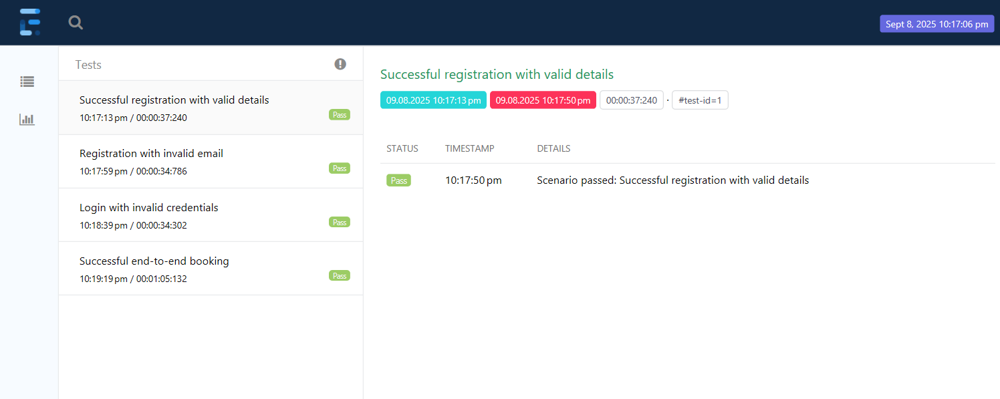 Sept 8, 2025 10:17:06 pm
Tests
Successful registration with valid details
10:17:13 pm / 00:00:37:240
Pass
Registration with invalid email
10:17:59 pm / 00:00:34:786
Pass
Login with invalid credentials
10:18:39 pm / 00:00:34:302
Pass
Successful end-to-end booking
10:19:19 pm / 00:01:05:132
Pass
Successful registration with valid details
09.08.2025 10:17:13 pm 09.08.2025 10:17:50 pm 00:00:37:240 · #test-id=1
STATUS TIMESTAMP DETAILS
Pass 10:17:50 pm Scenario passed: Successful registration with valid details